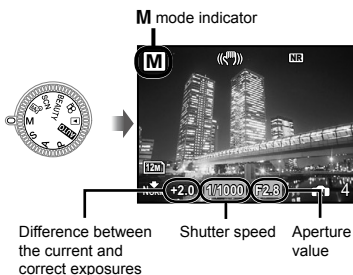 M mode indicator
M
NR
M
SCN
BEAUTY
AUTO
P
A
S
12M
NORM
+2.0
1/1000
F2.8
4
Difference between
the current and
correct exposures
Shutter speed
Aperture
value